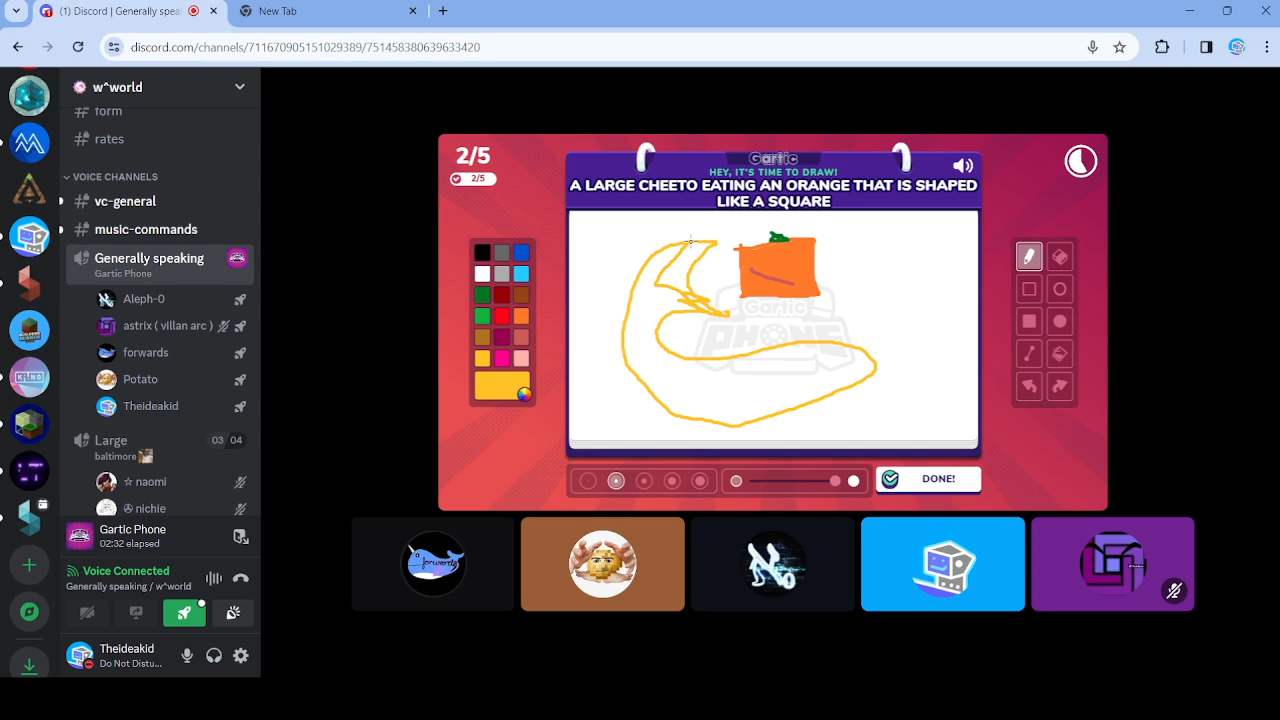 (1) Discord | Generally spea
New Tab
discord.com/channels/711670905151029389/751458380639633420
w^world
form
rates
VOICE CHANNELS
vc-general
music-commands
Generally speaking
Gartic Phone
Aleph-0
astrix ( villan arc )
forwards
Potato
Theideakid
Large
03 04
baltimore
☆ naomi
nichie
Gartic Phone
02:02 elapsed
Voice Connected
Generally speaking / w^world
Theideakid
Do Not Distu...
2/5
2/5
Gartic
HEY, IT'S TIME TO DRAW!
A LARGE CHEETO EATING AN ORANGE THAT IS SHAPED
LIKE A SQUARE
Gartic
PHONE
DONE!
forwards